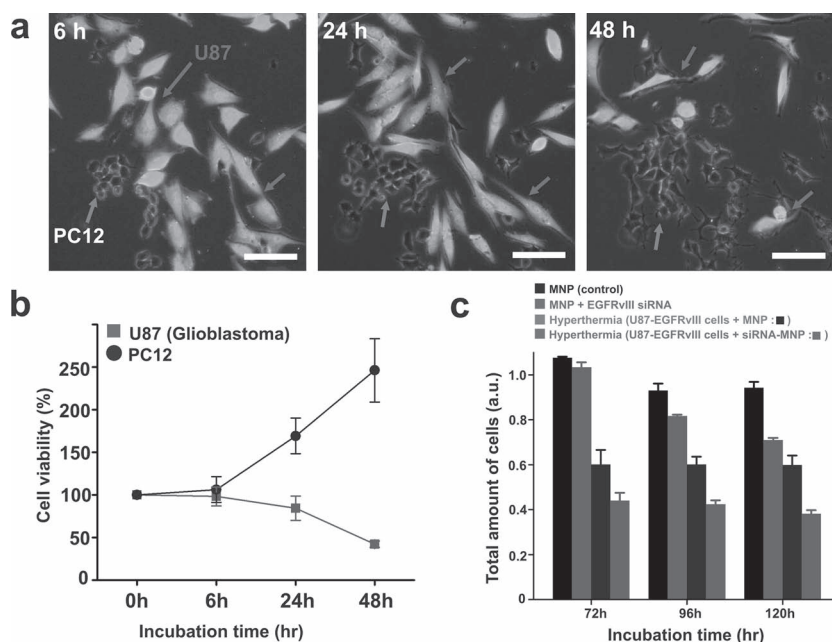 a
6 h
U87
PC12
24 h
48 h
b
U87 (Glioblastoma)
PC12
Cell viability (%)
250
200
150
100
50
0
0h
6h
24h
48h
Incubation time (hr)
c
MNP (control)
MNP + EGFRvIII siRNA
Hyperthermia (U87-EGFRvIII cells + MNP :■)
Hyperthermia (U87-EGFRvIII cells + siRNA-MNP :■)
Total amount of cells (a.u.)
1.0
0.8
0.6
0.4
0.2
0
72h
96h
120h
Incubation time (hr)